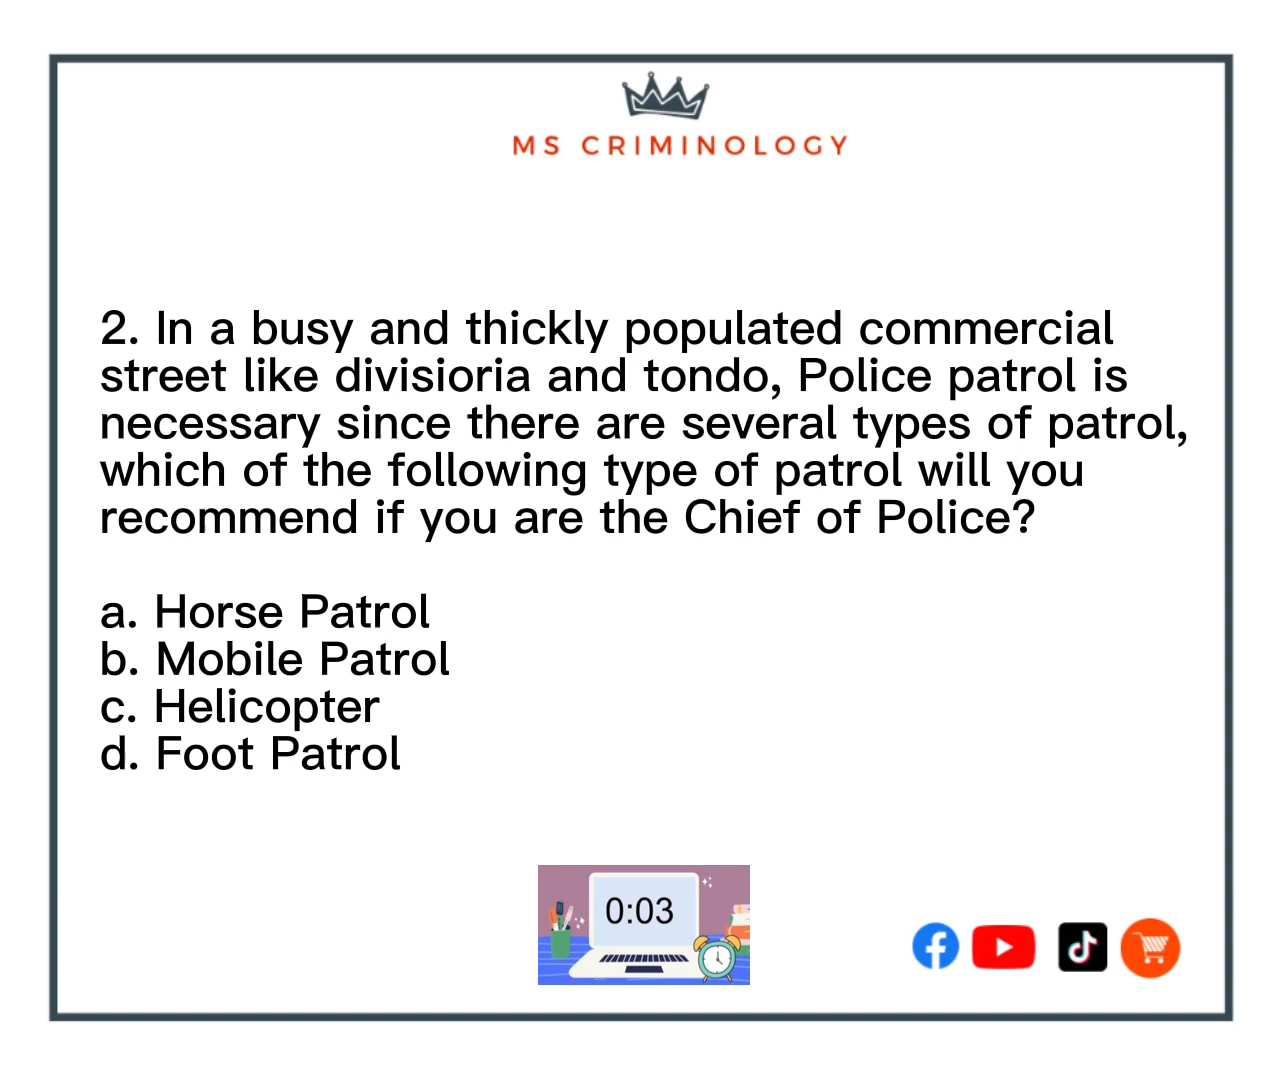 MS CRIMINOLOGY
2. In a busy and thickly populated commercial
street like divisioria and tondo, Police patrol is
necessary since there are several types of patrol,
which of the following type of patrol will you
recommend if you are the Chief of Police?
a. Horse Patrol
b. Mobile Patrol
c. Helicopter
d. Foot Patrol
0:03